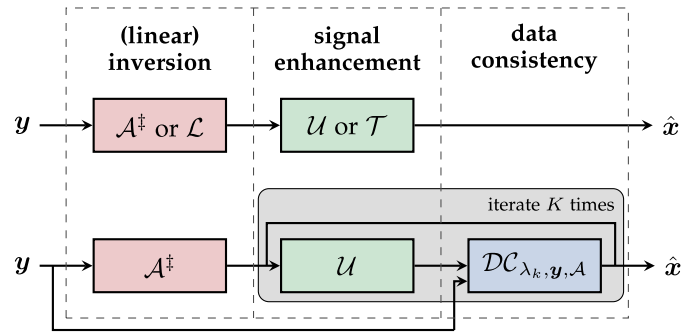 (linear) inversion
signal enhancement
data consistency
𝒚
𝒜‡ or ℒ
𝒰 or 𝒯
x̂
iterate K times
𝒚
𝒜‡
𝒰
𝒟𝒞λₖ,𝒚,𝒜
x̂